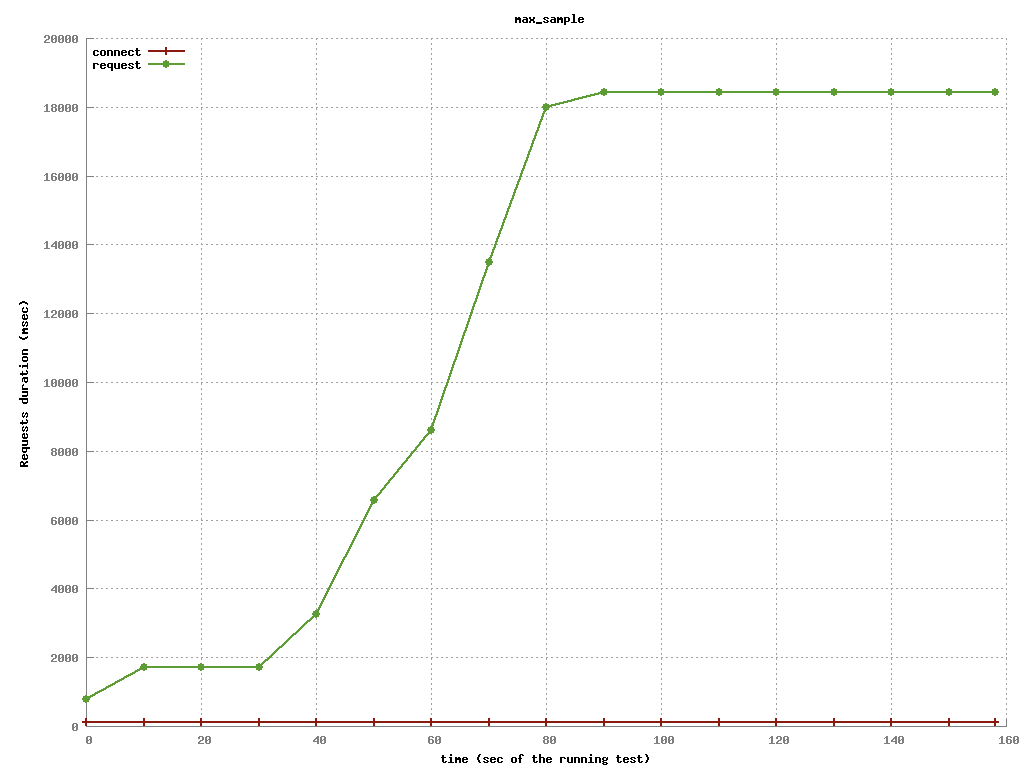 max_sample
connect
request
20000
18000
16000
14000
12000
10000
8000
6000
4000
2000
0
Requests duration (msec)
0 20 40 60 80 100 120 140 160
time (sec of the running test)